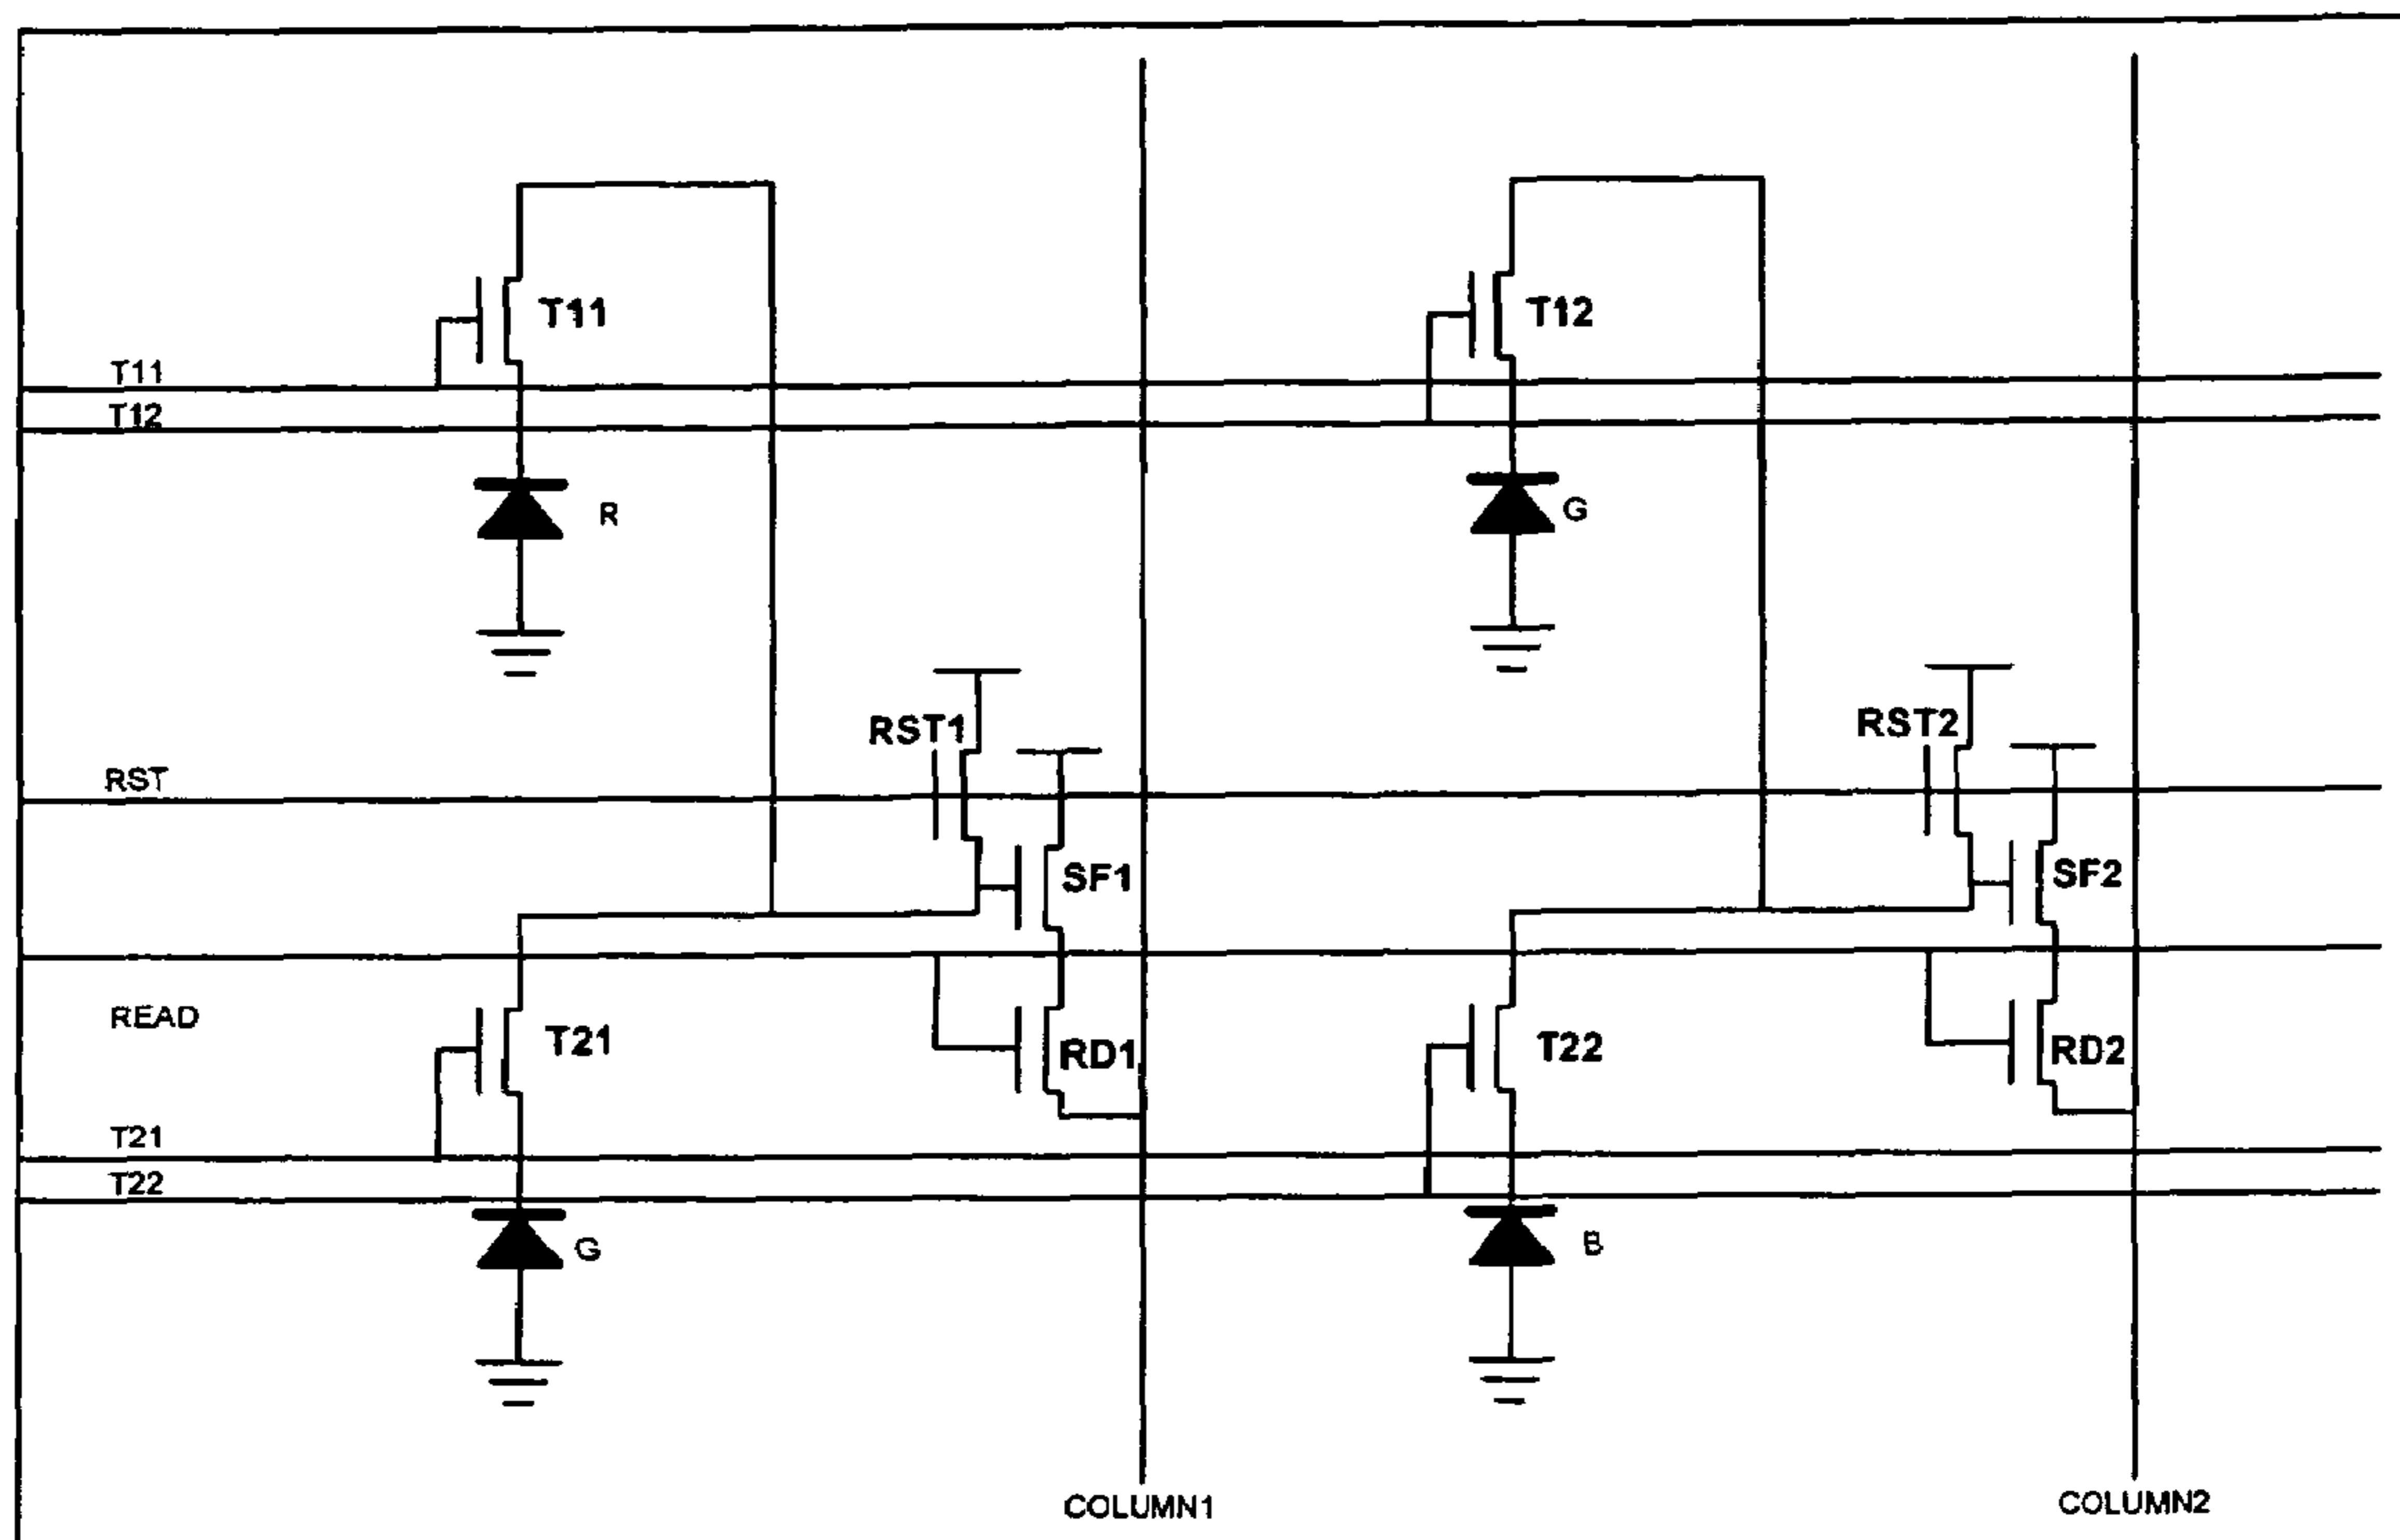 T11
T12
T11
T12
R
G
RST1
RST2
RST
SF1
SF2
READ
T21
RD1
T22
RD2
T21
T22
G
B
COLUMN1
COLUMN2